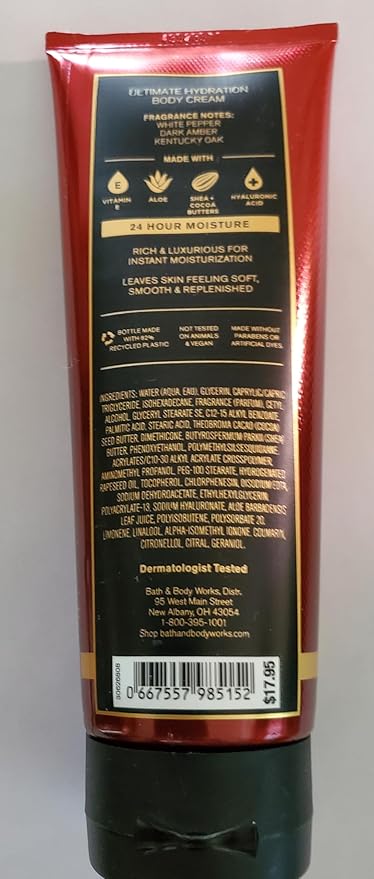 ULTIMATE HYDRATION
BODY CREAM
FRAGRANCE NOTES:
WHITE PEPPER
DARK AMBER
KENTUCKY OAK
MADE WITH
E
VITAMIN
E
ALOE
SHEA +
COCOA
BUTTERS
HYALURONIC
ACID
24 HOUR MOISTURE
RICH & LUXURIOUS FOR
INSTANT MOISTURIZATION
LEAVES SKIN FEELING SOFT,
SMOOTH & REPLENISHED
BOTTLE MADE
WITH 92%
RECYCLED PLASTIC
NOT TESTED
ON ANIMALS
& VEGAN
MADE WITHOUT
PARABENS OR
ARTIFICIAL DYES
INGREDIENTS: WATER (AQUA, EAU), GLYCERIN, CAPRYLIC/CAPRIC
TRIGLYCERIDE, ISOHEXADECANE, FRAGRANCE (PARFUM), CETYL
ALCOHOL, GLYCERYL STEARATE SE, C12-15 ALKYL BENZOATE,
PALMITIC ACID, STEARIC ACID, THEOBROMA CACAO (COCOA)
SEED BUTTER, DIMETHICONE, BUTYROSPERMUM PARKII (SHEA)
BUTTER, PHENOXYETHANOL, POLYMETHYLSILSESQUIOXANE,
ACRYLATES/C10-30 ALKYL ACRYLATE CROSSPOLYMER,
AMINOMETHYL PROPANOL, PEG-100 STEARATE, HYDROGENATED
RAPESEED OIL, TOCOPHEROL, CHLORPHENESIN, DISODIUM EDTA,
SODIUM DEHYDROACETATE, ETHYLHEXYLGLYCERIN,
POLYACRYLATE-13, SODIUM HYALURONATE, ALOE BARBADENSIS
LEAF JUICE, POLYISOBUTENE, POLYSORBATE 20,
LIMONENE, LINALOOL, ALPHA-ISOMETHYL IONONE, COUMARIN,
CITRONELLOL, CITRAL, GERANIOL.
Dermatologist Tested
Bath & Body Works, Distr.
95 West Main Street
New Albany, OH 43054
1-800-395-1001
Shop bathandbodyworks.com
0 667557 985152
$17.95